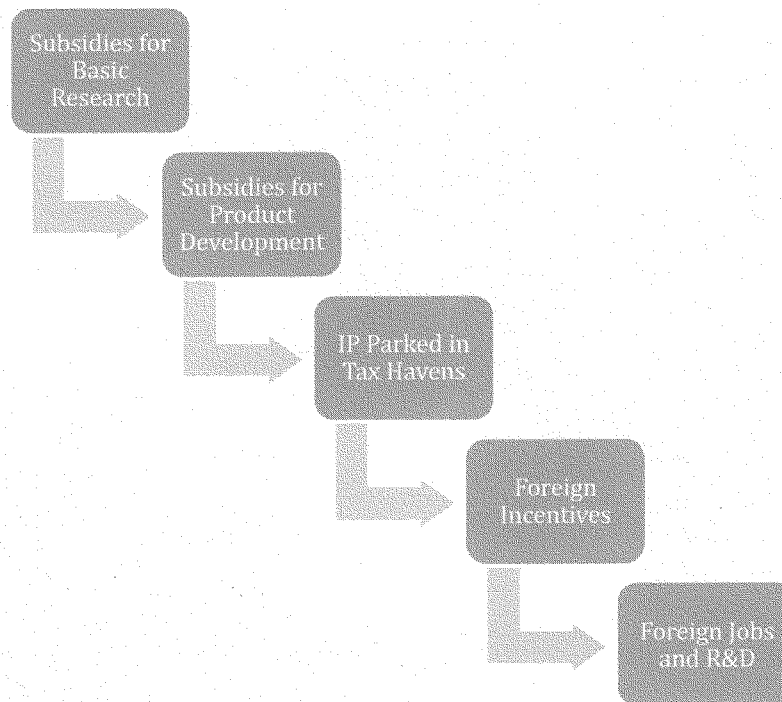 Subsidies for
Basic
Research
Subsidies for
Product
Development
IP Parked in
Tax Havens
Foreign
Incentives
Foreign Jobs
and R&D